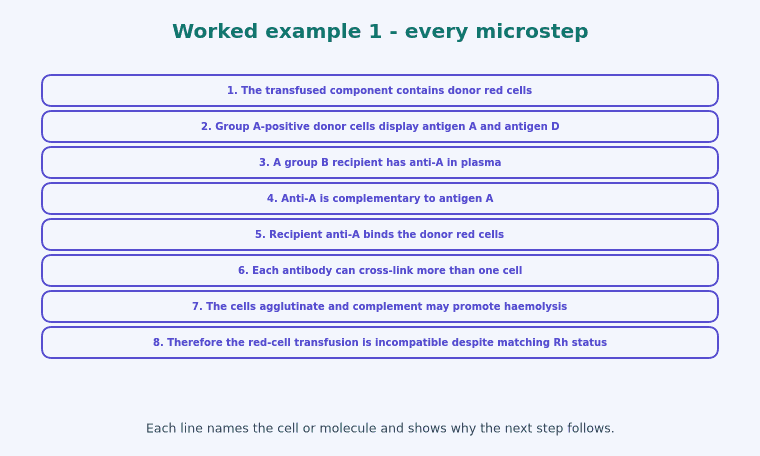 Worked example 1 - every microstep
1. The transfused component contains donor red cells
2. Group A-positive donor cells display antigen A and antigen D
3. A group B recipient has anti-A in plasma
4. Anti-A is complementary to antigen A
5. Recipient anti-A binds the donor red cells
6. Each antibody can cross-link more than one cell
7. The cells agglutinate and complement may promote haemolysis
8. Therefore the red-cell transfusion is incompatible despite matching Rh status
Each line names the cell or molecule and shows why the next step follows.